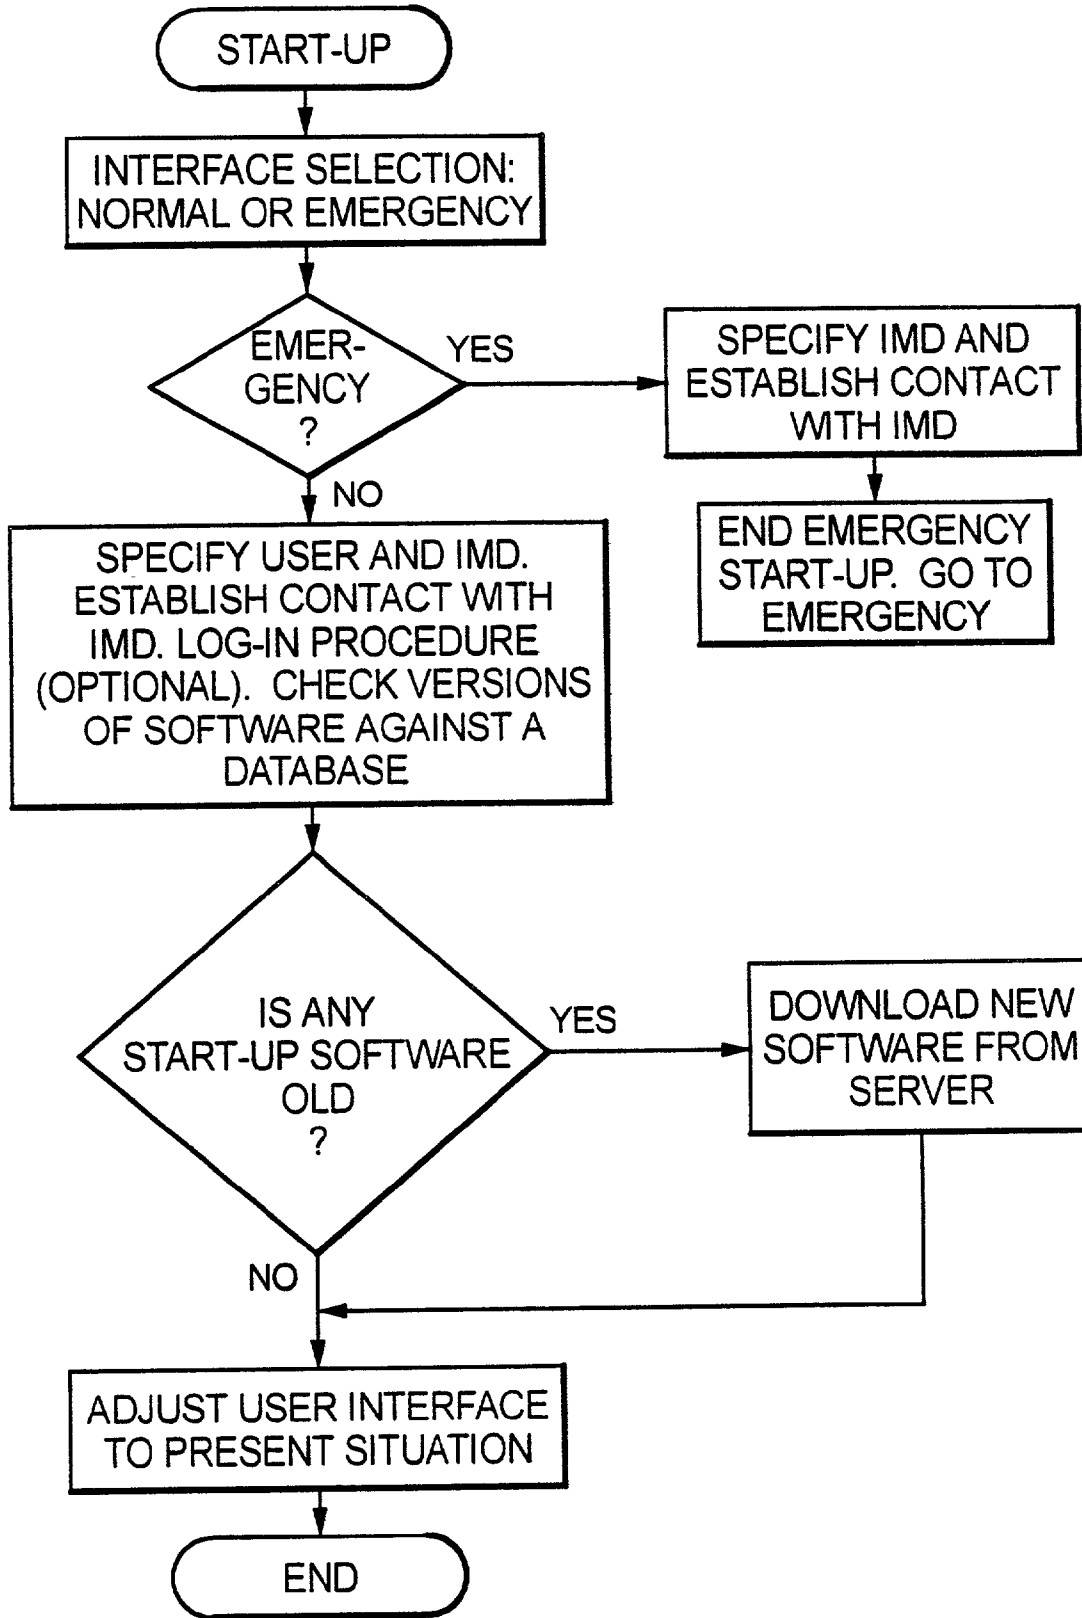 START-UP
INTERFACE SELECTION:
NORMAL OR EMERGENCY
EMER-
GENCY
?
YES
SPECIFY IMD AND
ESTABLISH CONTACT
WITH IMD
END EMERGENCY
START-UP. GO TO
EMERGENCY
NO
SPECIFY USER AND IMD.
ESTABLISH CONTACT WITH
IMD. LOG-IN PROCEDURE
(OPTIONAL). CHECK VERSIONS
OF SOFTWARE AGAINST A
DATABASE
IS ANY
START-UP SOFTWARE
OLD
?
YES
DOWNLOAD NEW
SOFTWARE FROM
SERVER
NO
ADJUST USER INTERFACE
TO PRESENT SITUATION
END